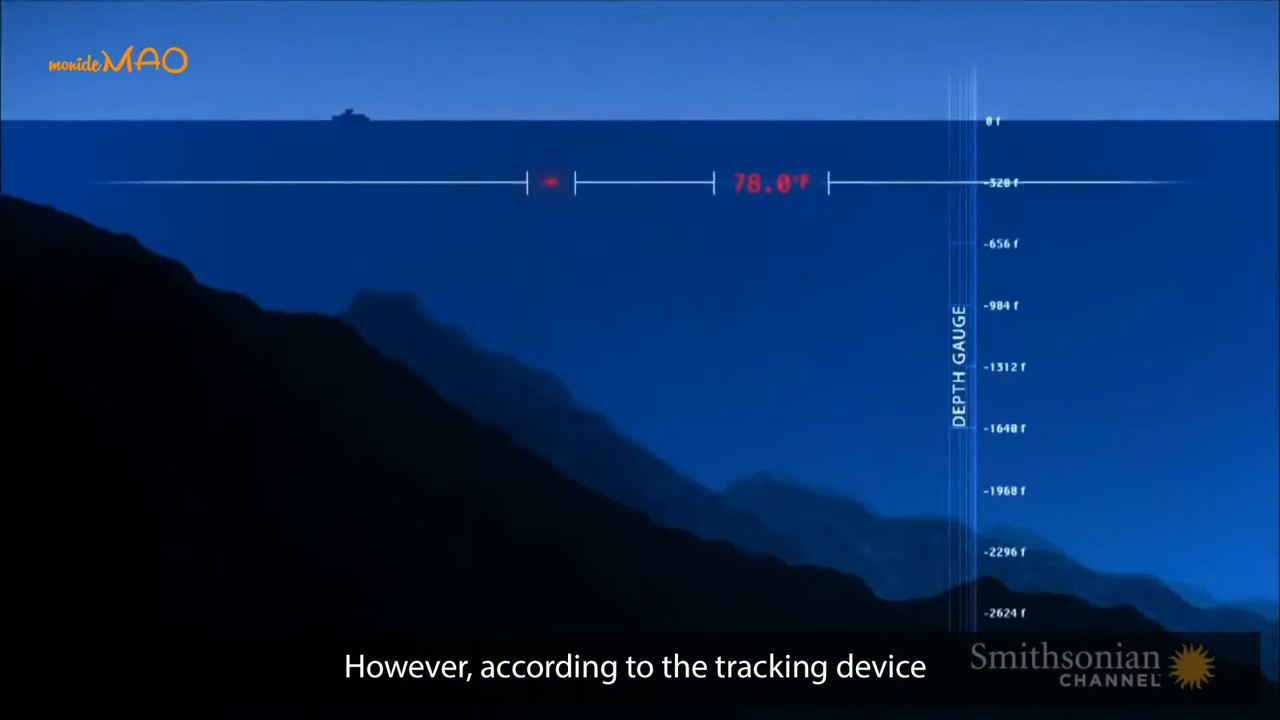 monideMAO
0 f
78.0°F
-328 f
-656 f
-984 f
DEPTH GAUGE
-1312 f
-1640 f
-1968 f
-2296 f
-2624 f
However, according to the tracking device
Smithsonian
CHANNEL